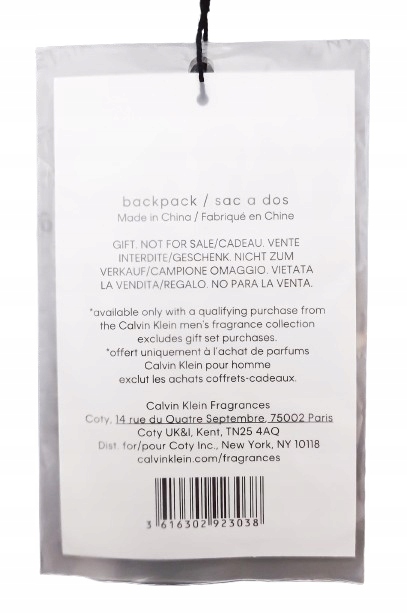 backpack / sac a dos
Made in China / Fabriqué en Chine
GIFT. NOT FOR SALE/CADEAU. VENTE
INTERDITE/GESCHENK. NICHT ZUM
VERKAUF/CAMPIONE OMAGGIO. VIETATA
LA VENDITA/REGALO. NO PARA LA VENTA.
*available only with a qualifying purchase from
the Calvin Klein men's fragrance collection
excludes gift set purchases.
*offert uniquement à l'achat de parfums
Calvin Klein pour homme
exclut les achats coffrets-cadeaux.
Calvin Klein Fragrances
Coty, 14 rue du Quatre Septembre, 75002 Paris
Coty UK&I, Kent, TN25 4AQ
Dist. for/pour Coty Inc., New York, NY 10118
calvinklein.com/fragrances
3 616302 923038